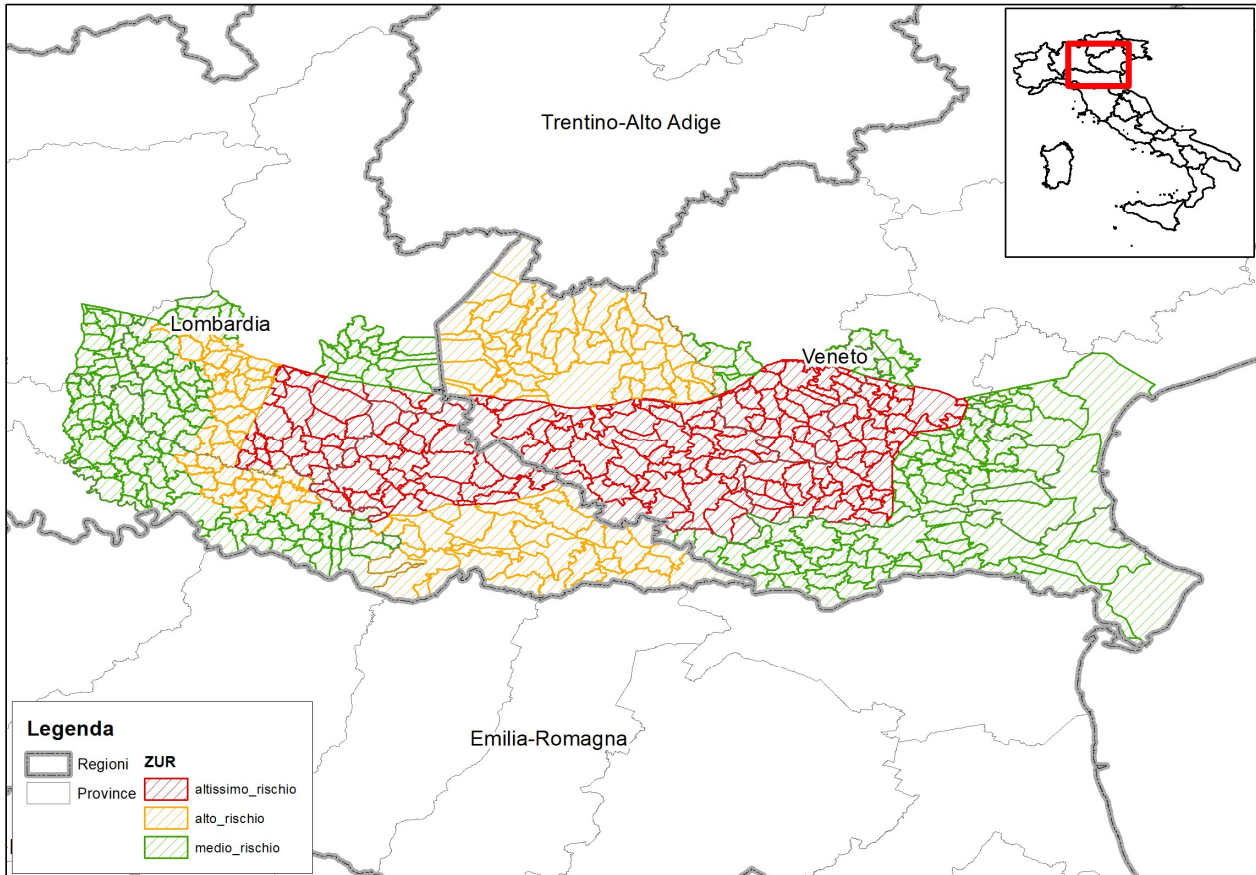 Trentino-Alto Adige
Lombardia
Veneto
Emilia-Romagna
Legenda
Regioni
Province
ZUR
altissimo_rischio
alto_rischio
medio_rischio